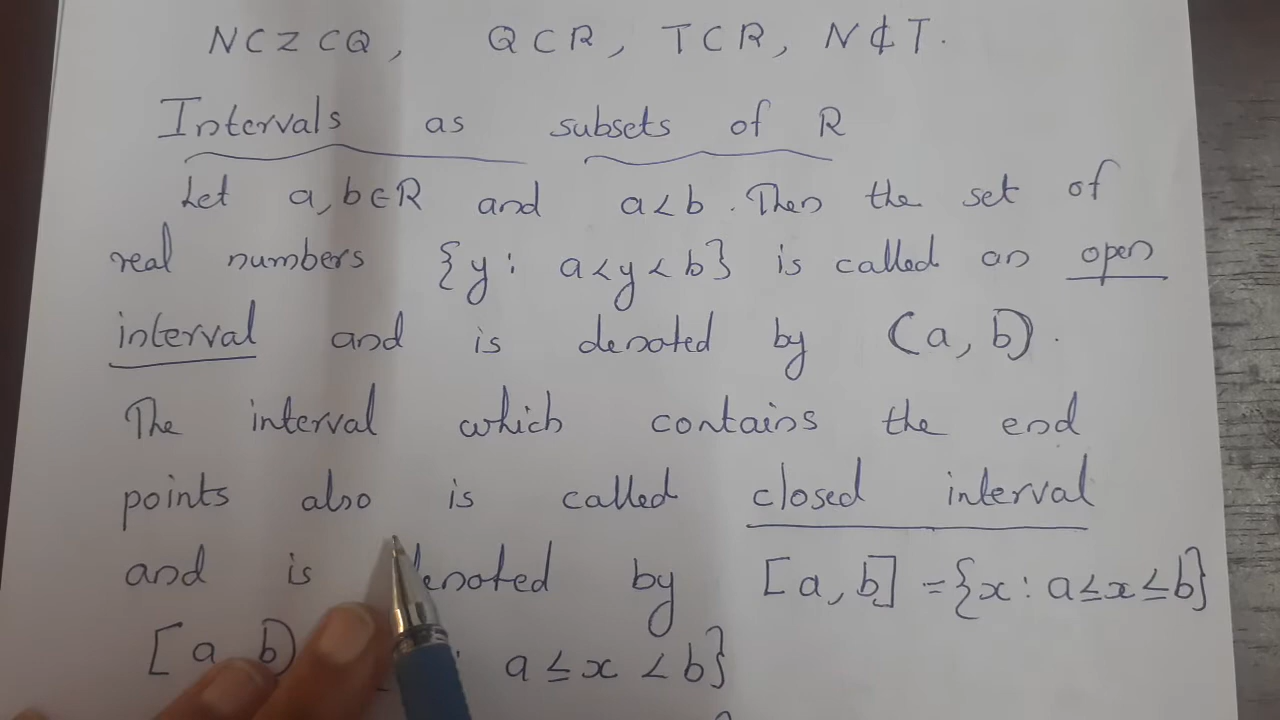 N⊂Z⊂Q, Q⊂R, T⊂R, N⊄T.
Intervals as subsets of R
Let a,b∈R and a<b. Then the set of
real numbers {y: a<y<b} is called an open
interval and is denoted by (a, b).
The interval which contains the end
points also is called closed interval
and is denoted by [a, b] = {x: a≤x≤b}
[a b) : a≤x<b}